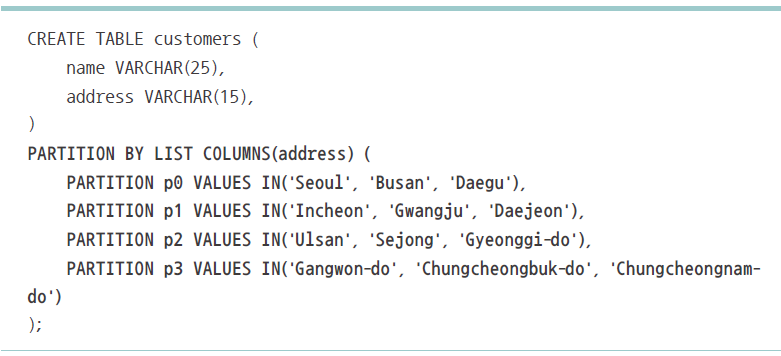 CREATE TABLE customers (
name VARCHAR(25),
address VARCHAR(15),
)
PARTITION BY LIST COLUMNS(address) (
PARTITION p0 VALUES IN('Seoul', 'Busan', 'Daegu'),
PARTITION p1 VALUES IN('Incheon', 'Gwangju', 'Daejeon'),
PARTITION p2 VALUES IN('Ulsan', 'Sejong', 'Gyeonggi-do'),
PARTITION p3 VALUES IN('Gangwon-do', 'Chungcheongbuk-do', 'Chungcheongnam-
do')
);